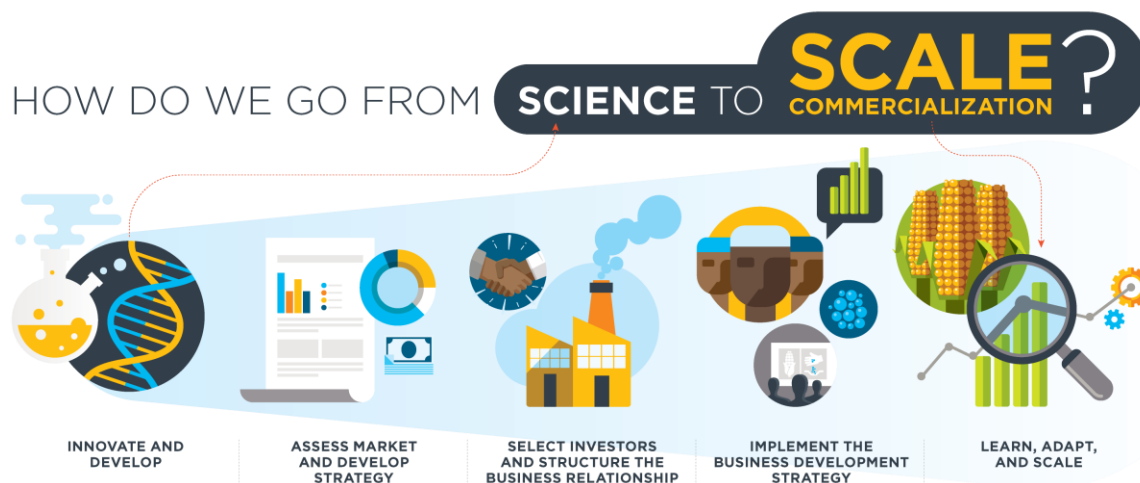 HOW DO WE GO FROM SCIENCE TO SCALE COMMERCIALIZATION?
INNOVATE AND
DEVELOP
ASSESS MARKET
AND DEVELOP
STRATEGY
SELECT INVESTORS
AND STRUCTURE THE
BUSINESS RELATIONSHIP
IMPLEMENT THE
BUSINESS DEVELOPMENT
STRATEGY
LEARN, ADAPT,
AND SCALE